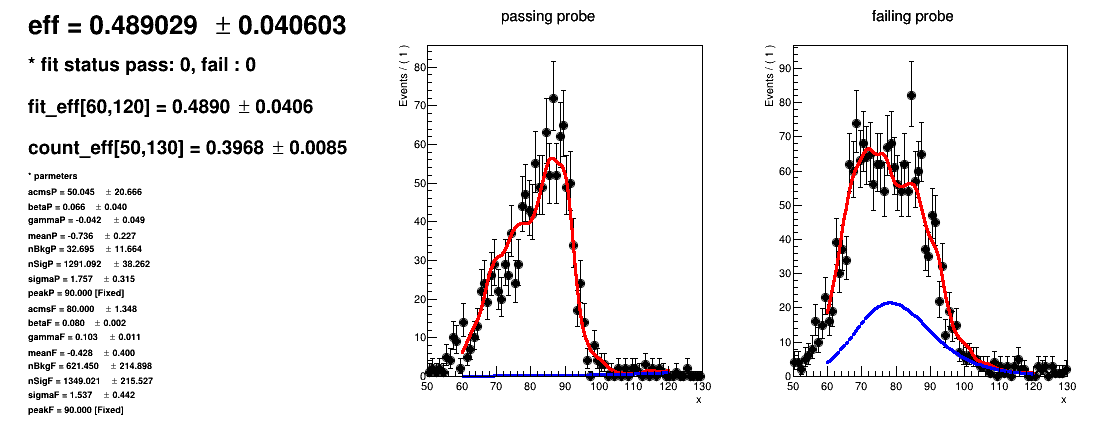 eff = 0.489029 ± 0.040603
* fit status pass: 0, fail : 0
fit_eff[60,120] = 0.4890 ± 0.0406
count_eff[50,130] = 0.3968 ± 0.0085
* parmeters
acmsP = 50.045 ± 20.666
betaP = 0.066 ± 0.040
gammaP = -0.042 ± 0.049
meanP = -0.736 ± 0.227
nBkgP = 32.695 ± 11.664
nSigP = 1291.092 ± 38.262
sigmaP = 1.757 ± 0.315
peakP = 90.000 [Fixed]
acmsF = 80.000 ± 1.348
betaF = 0.080 ± 0.002
gammaF = 0.103 ± 0.011
meanF = -0.428 ± 0.400
nBkgF = 621.450 ± 214.898
nSigF = 1349.021 ± 215.527
sigmaF = 1.537 ± 0.442
peakF = 90.000 [Fixed]
passing probe
Events / ( 1 )
80
70
60
50
40
30
20
10
0
50 60 70 80 90 100 110 120 130
x
failing probe
Events / ( 1 )
90
80
70
60
50
40
30
20
10
0
50 60 70 80 90 100 110 120 130
x